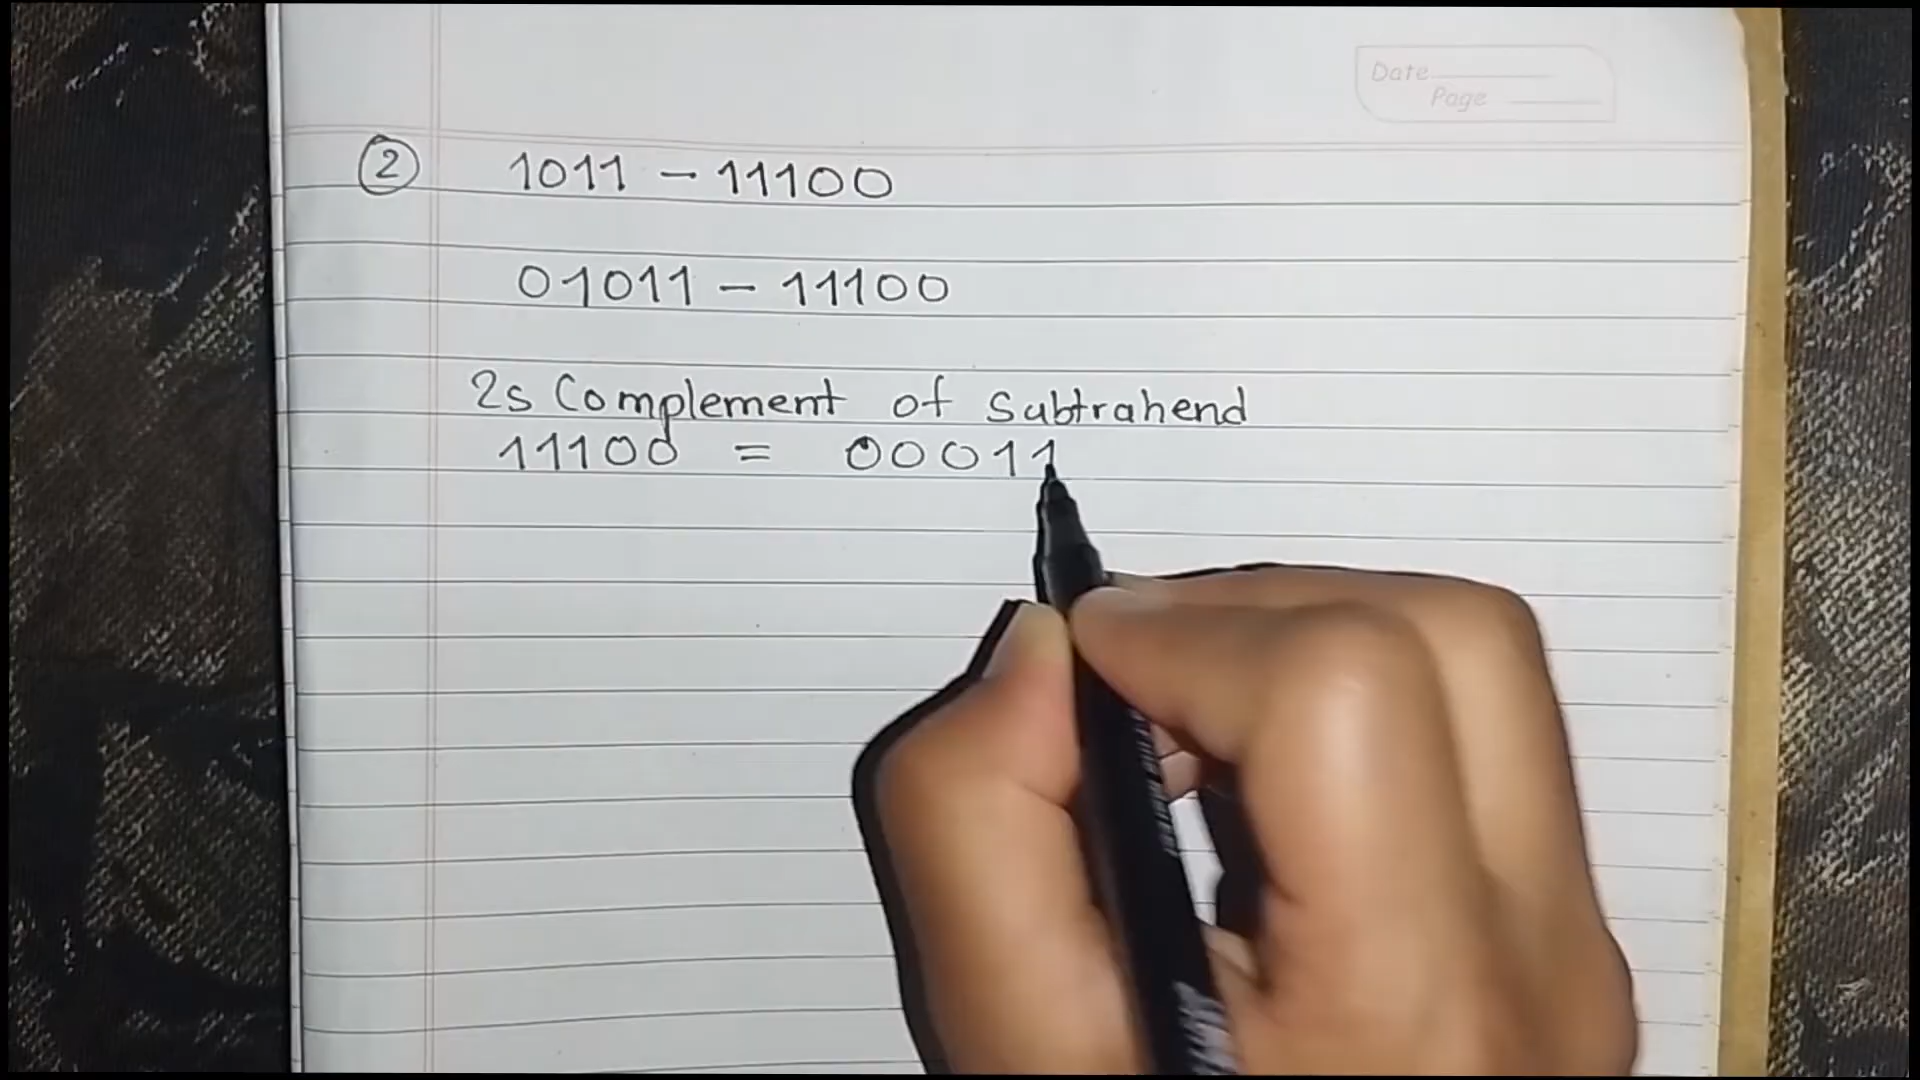 Date
Page
2 1011 - 11100
01011 - 11100
2s Complement of Subtrahend
11100 = 00011